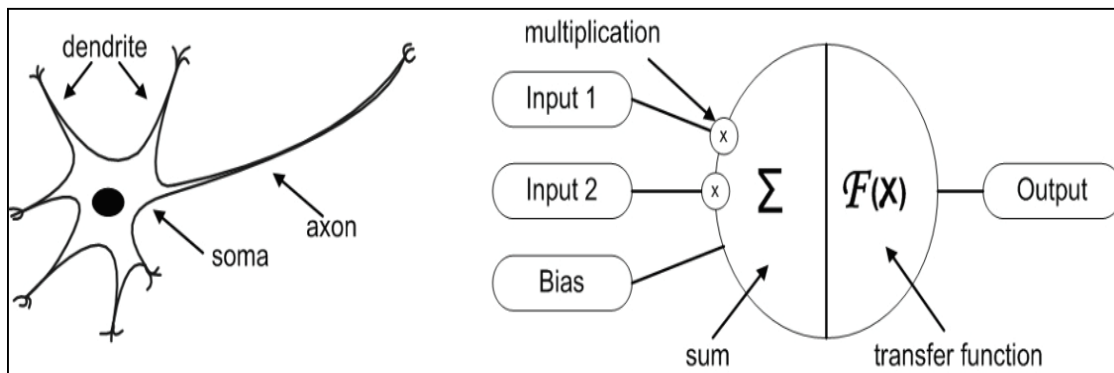 dendrite
axon
soma
multiplication
Input 1
x
Input 2
x
Σ
F(X)
Output
Bias
sum
transfer function